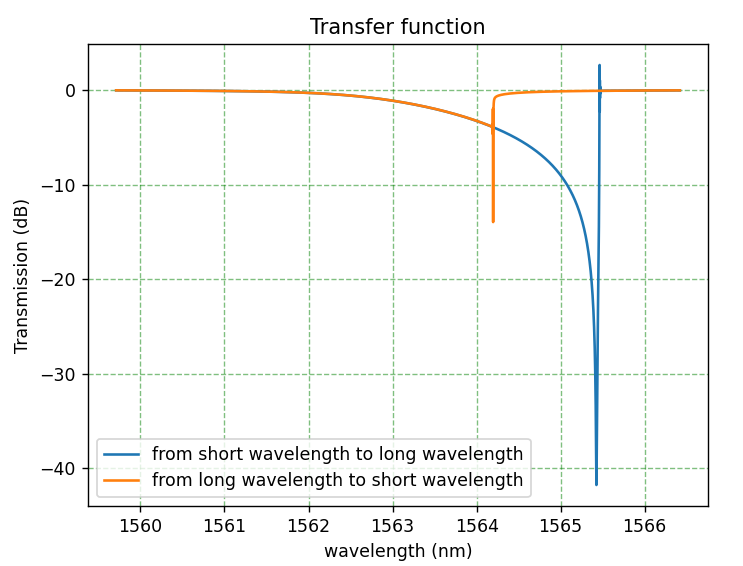 Transfer function
Transmission (dB)
0
−10
−20
−30
−40
from short wavelength to long wavelength
from long wavelength to short wavelength
1560 1561 1562 1563 1564 1565 1566
wavelength (nm)